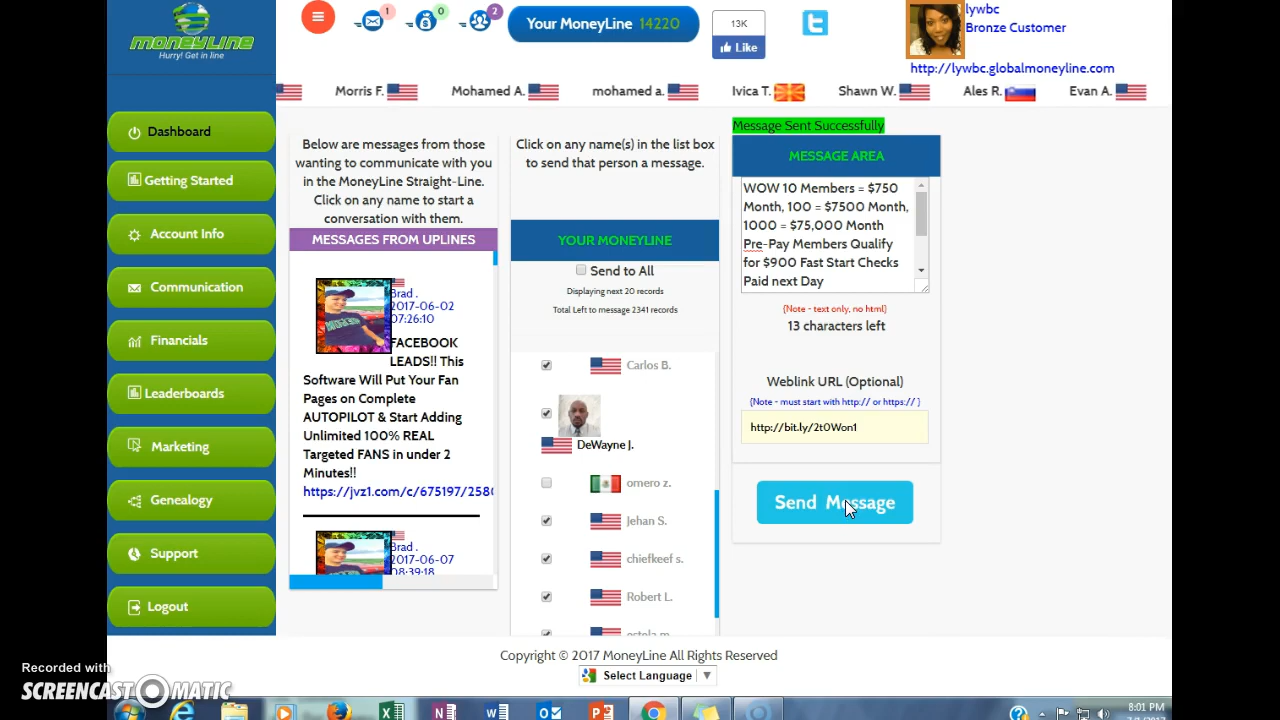 MONEYLINE
Hurry! Get in line
Dashboard
Getting Started
Account Info
Communication
Financials
Leaderboards
Marketing
Genealogy
Support
Logout
1
0
2
Your MoneyLine 14220
13K
Like
lywbc
Bronze Customer
http://lywbc.globalmoneyline.com
Morris F.
Mohamed A.
mohamed a.
Ivica T.
Shawn W.
Ales R.
Evan A.
Below are messages from those
wanting to communicate with you
in the MoneyLine Straight-Line.
Click on any name to start a
conversation with them.
MESSAGES FROM UPLINES
Brad .
2017-06-02
07:26:10
FACEBOOK
LEADS!! This
Software Will Put Your Fan
Pages on Complete
AUTOPILOT & Start Adding
Unlimited 100% REAL
Targeted FANS in under 2
Minutes!!
https://jvz1.com/c/675197/258
Brad .
2017-06-07
08:39:18
Click on any name(s) in the list box
to send that person a message.
YOUR MONEYLINE
Send to All
Displaying next 20 records
Total Left to message 2341 records
Carlos B.
DeWayne J.
omero z.
Jehan S.
chiefkeef s.
Robert L.
Message Sent Successfully
MESSAGE AREA
WOW 10 Members = $750
Month, 100 = $7500 Month,
1000 = $75,000 Month
Pre-Pay Members Qualify
for $900 Fast Start Checks
Paid next Day
{Note - text only, no html}
13 characters left
Weblink URL (Optional)
{Note - must start with http:// or https:// }
http://bit.ly/2t0Won1
Send Message
Copyright © 2017 MoneyLine All Rights Reserved
Select Language
Recorded with
SCREENCAST-O-MATIC
8:01 PM